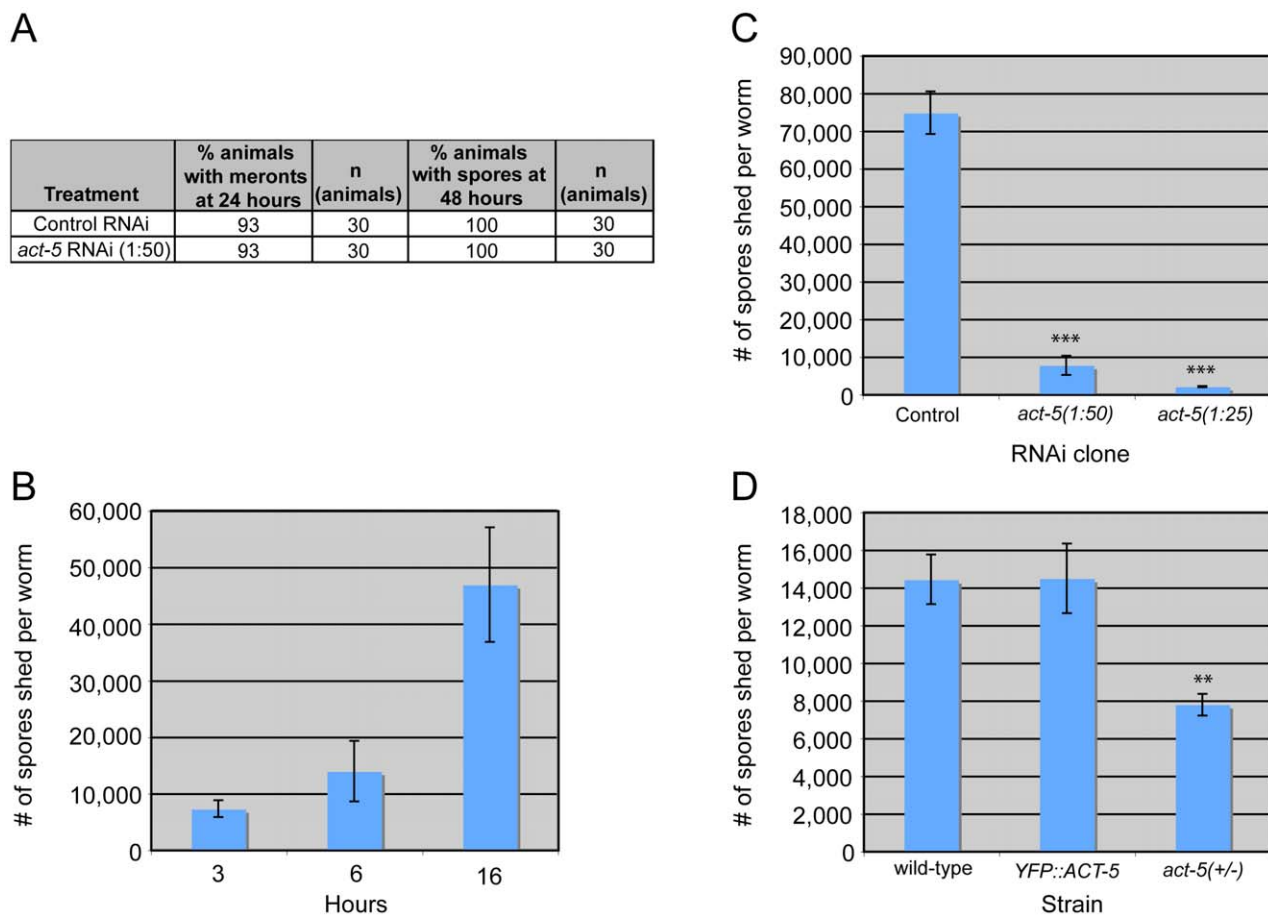 A
Treatment % animals with meronts at 24 hours n (animals) % animals with spores at 48 hours n (animals)
Control RNAi 93 30 100 30
act-5 RNAi (1:50) 93 30 100 30
B
# of spores shed per worm
60,000
50,000
40,000
30,000
20,000
10,000
0
3 6 16
Hours
C
# of spores shed per worm
90,000
80,000
70,000
60,000
50,000
40,000
30,000
20,000
10,000
0
***
***
Control act-5(1:50) act-5(1:25)
RNAi clone
D
# of spores shed per worm
18,000
16,000
14,000
12,000
10,000
8,000
6,000
4,000
2,000
0
**
wild-type YFP::ACT-5 act-5(+/-)
Strain